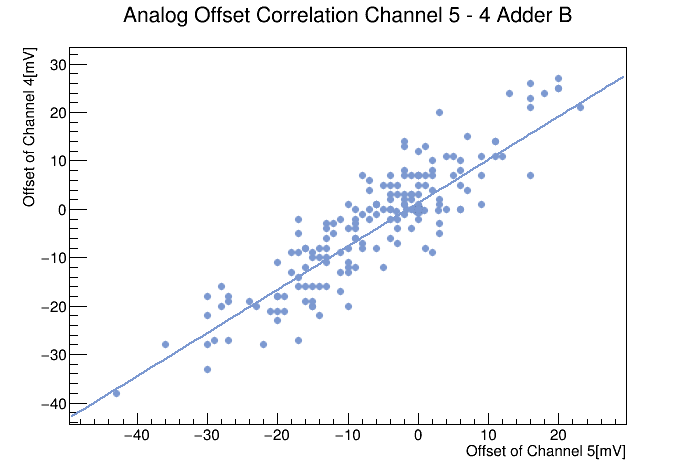 Analog Offset Correlation Channel 5 - 4 Adder B
Offset of Channel 4[mV]
30
20
10
0
−10
−20
−30
−40
−40 −30 −20 −10 0 10 20
Offset of Channel 5[mV]